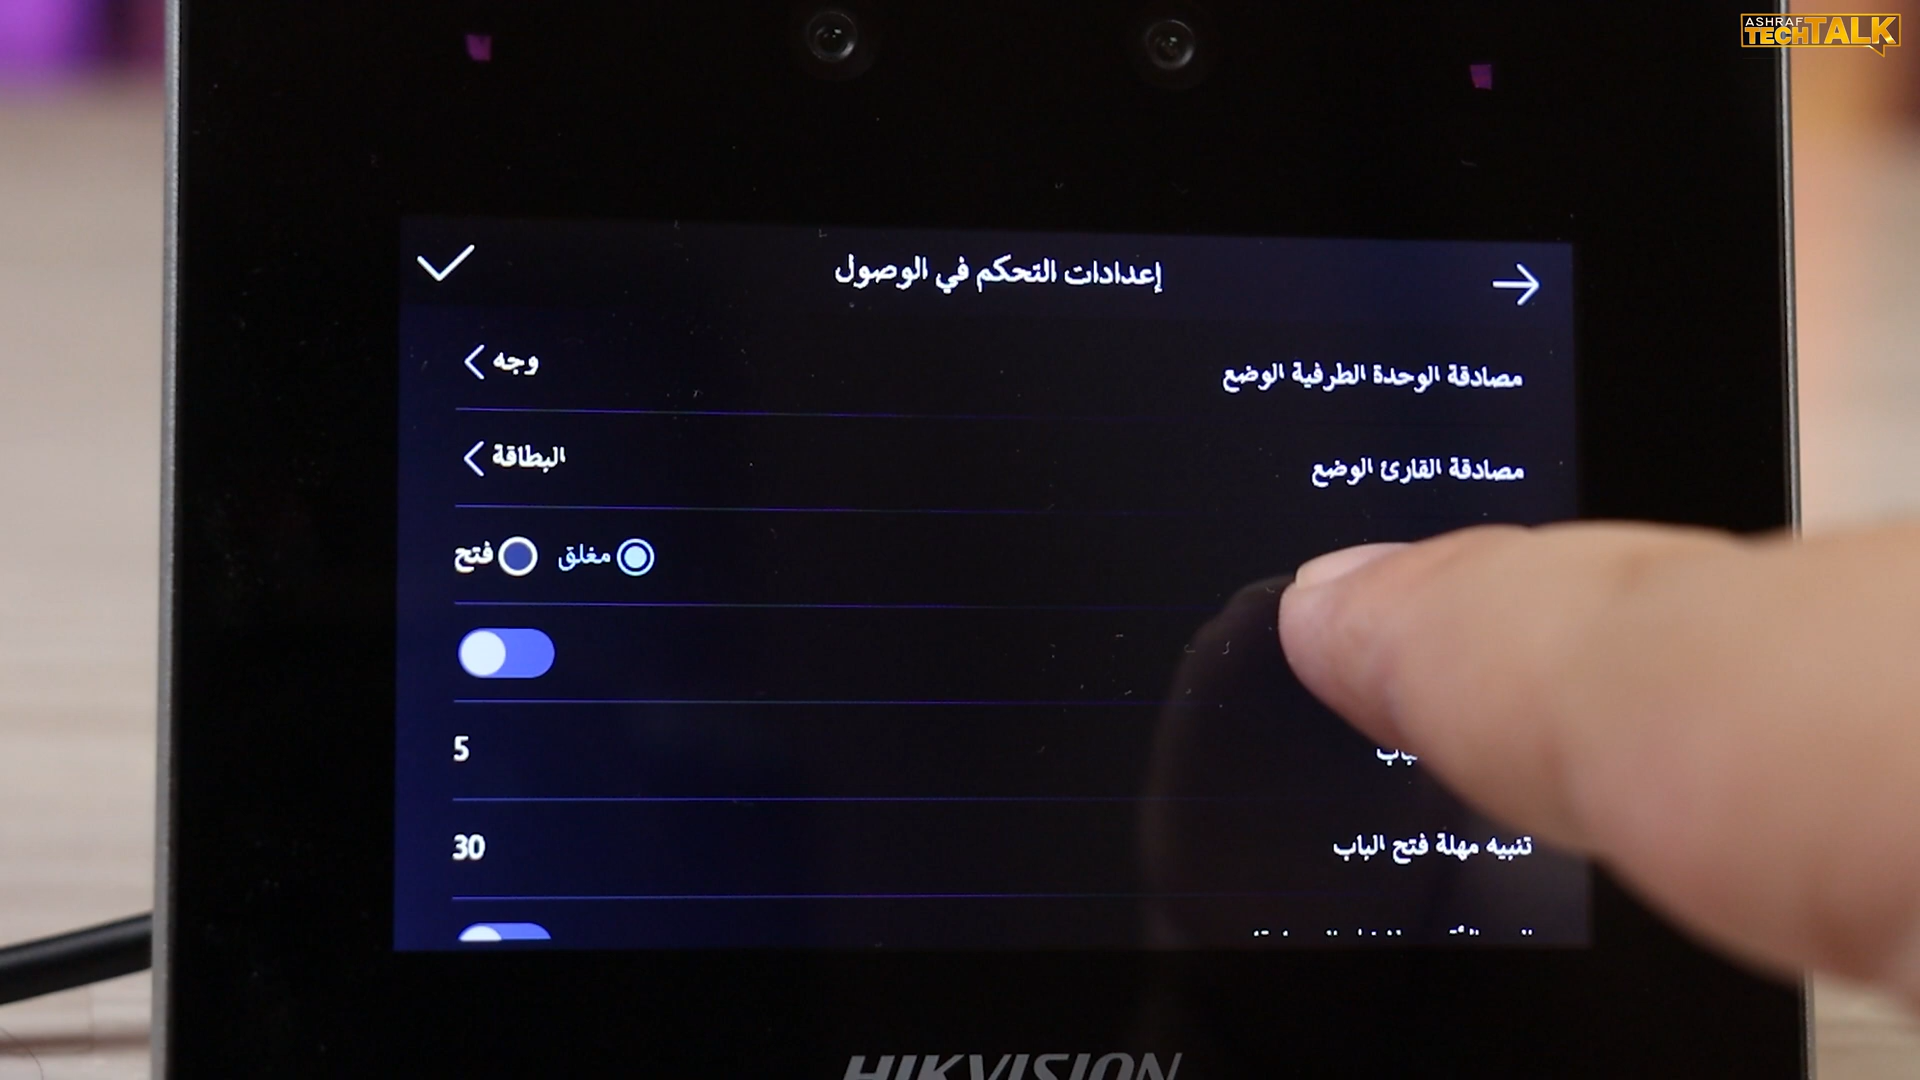 ASHRAF
TECHTALK
إعدادات التحكم في الوصول
مصادقة الوحدة الطرفية الوضع وجه
مصادقة القارئ الوضع البطاقة
مغلق فتح
5
تنبيه مهلة فتح الباب 30
HIKVISION